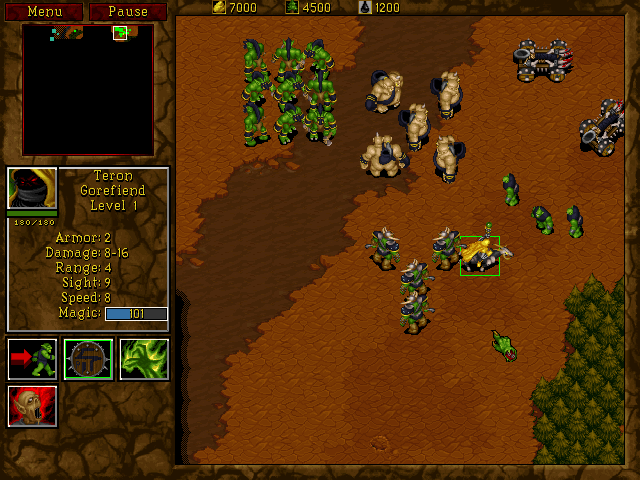 Menu Pause 7000 4500 1200
Teron
Gorefiend
Level 1
180/180
Armor: 2
Damage: 8-16
Range: 4
Sight: 9
Speed: 8
Magic: 101